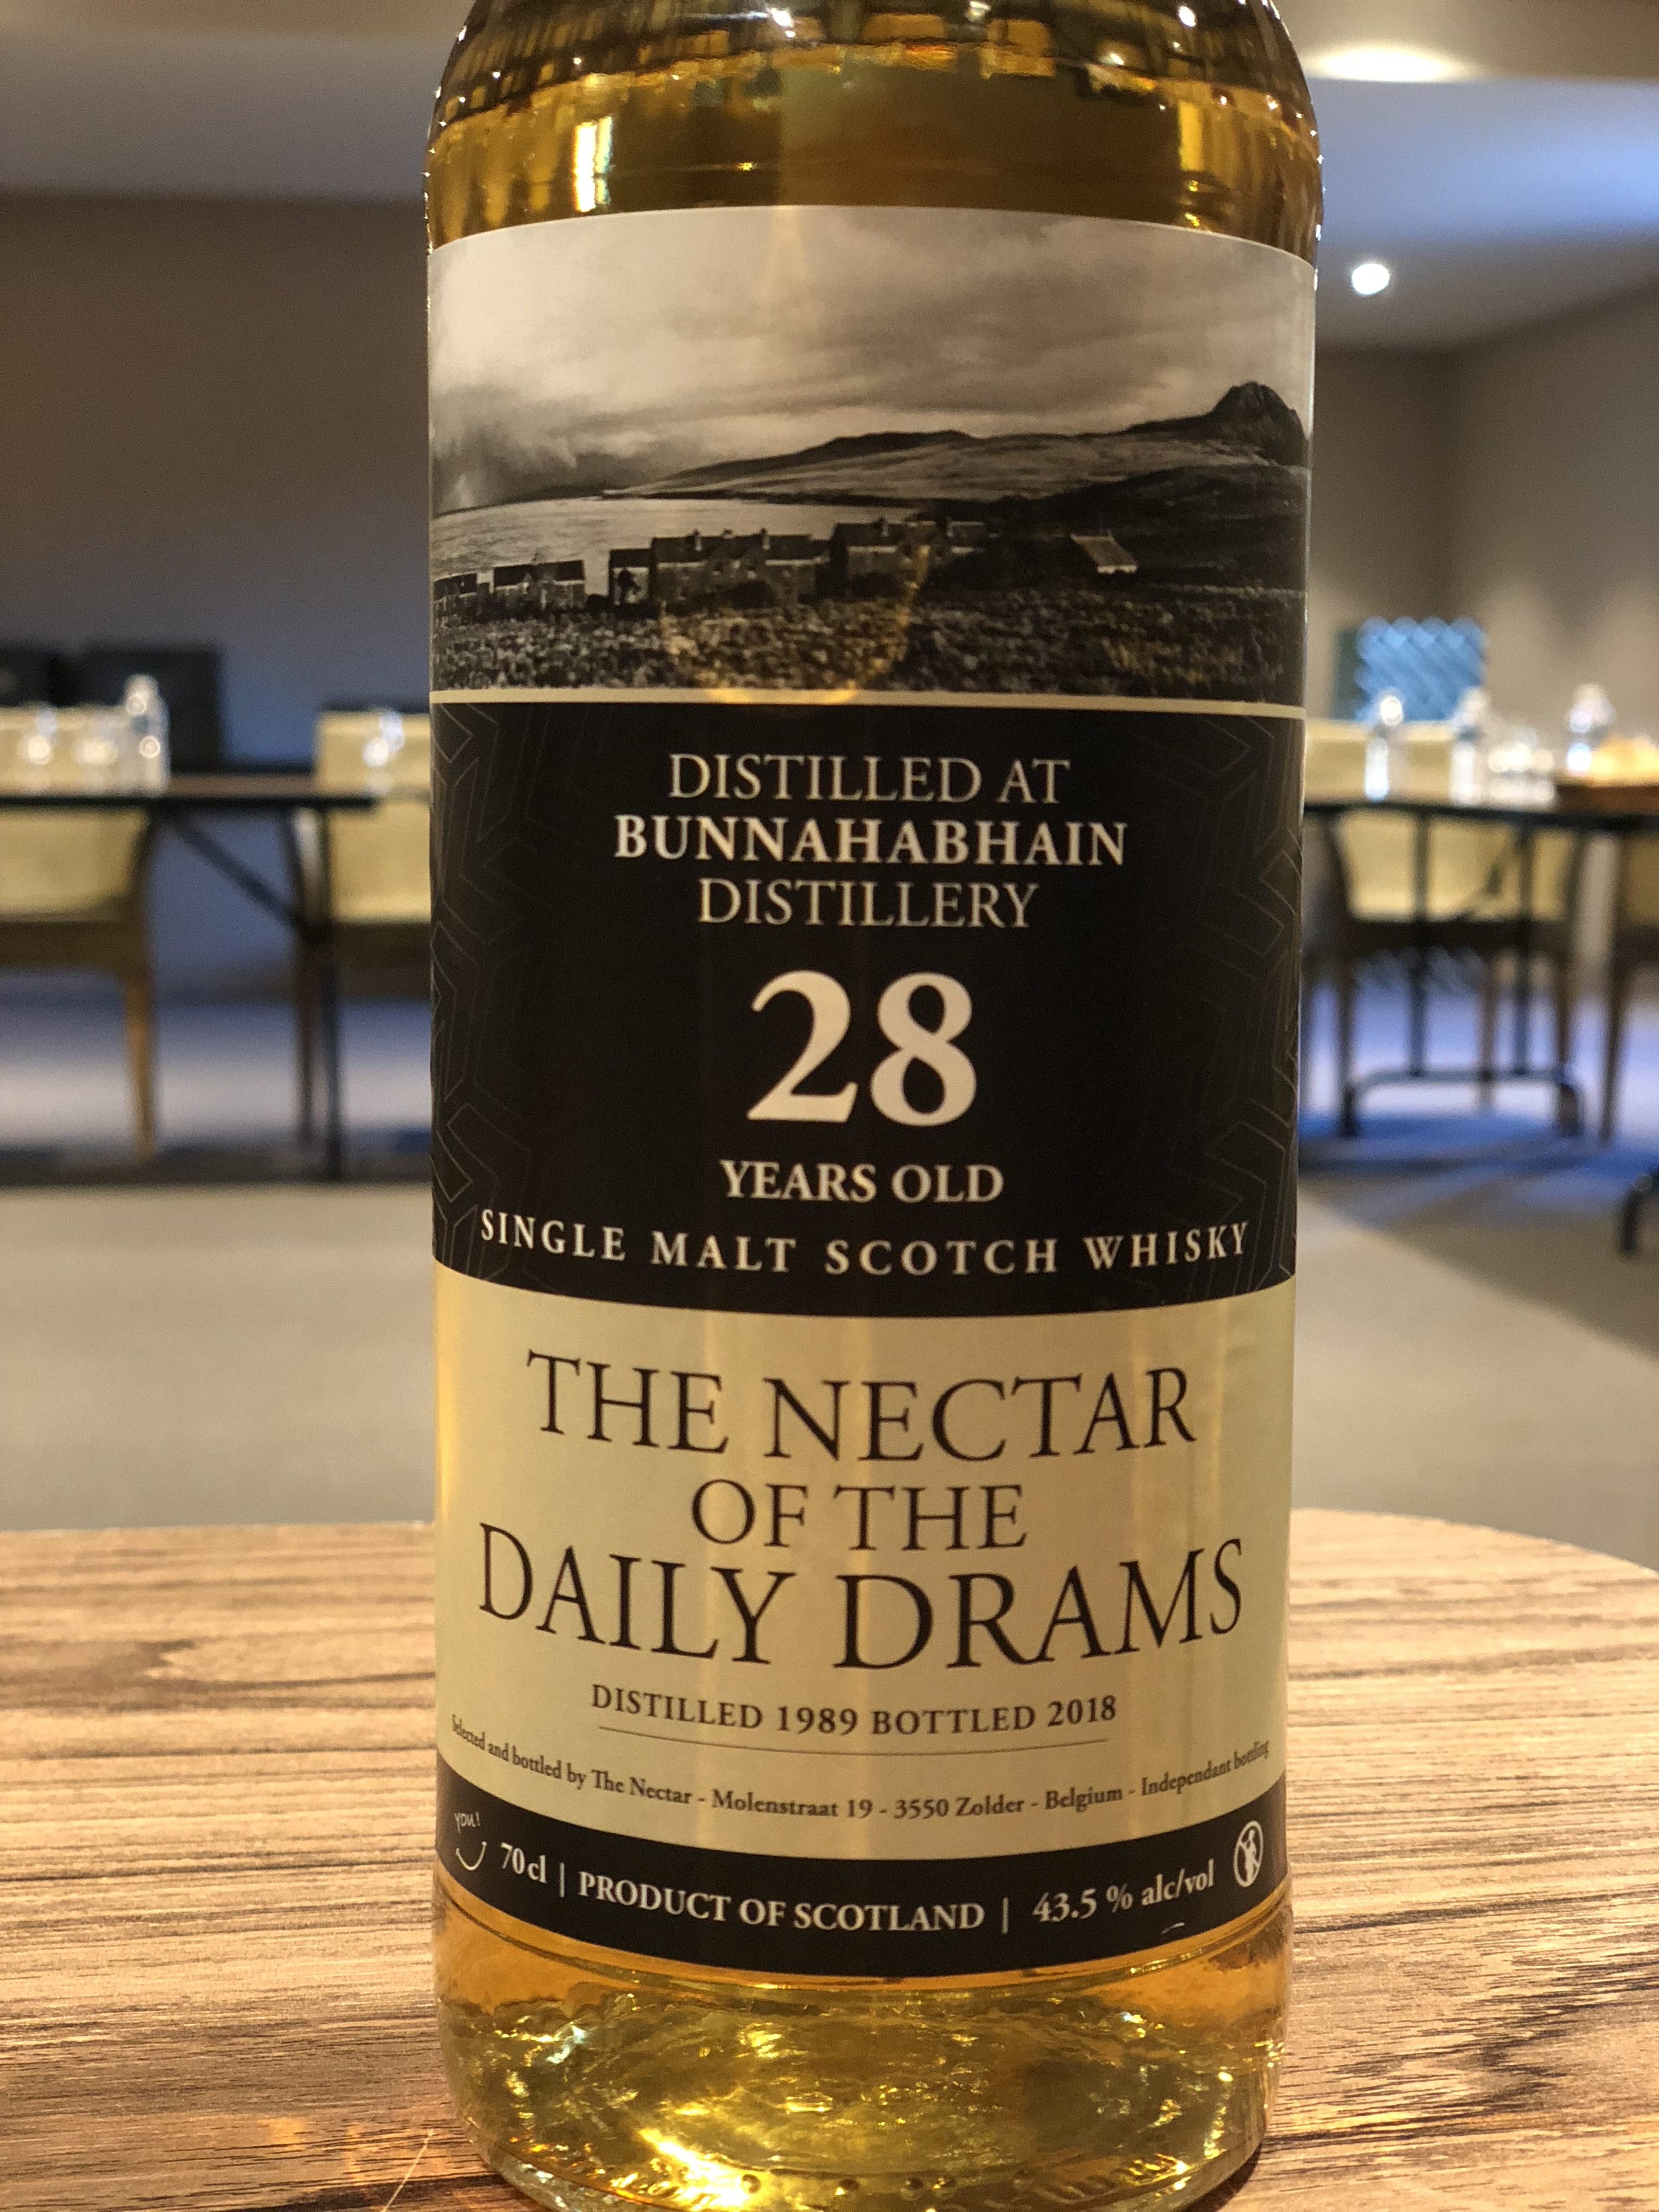 DISTILLED AT
BUNNAHABHAIN
DISTILLERY
28
YEARS OLD
SINGLE MALT SCOTCH WHISKY
THE NECTAR
OF THE
DAILY DRAMS
DISTILLED 1989 BOTTLED 2018
Selected and bottled by The Nectar - Molenstraat 19 - 3550 Zolder - Belgium - Independant bottling
YOU!
70cl | PRODUCT OF SCOTLAND | 43.5 % alc/vol